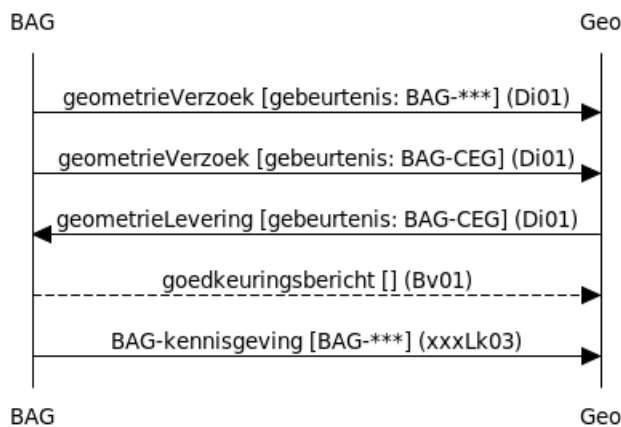 BAG Geo
geometrieVerzoek [gebeurtenis: BAG-***] (Di01)
geometrieVerzoek [gebeurtenis: BAG-CEG] (Di01)
geometrieLevering [gebeurtenis: BAG-CEG] (Di01)
goedkeuringsbericht [] (Bv01)
BAG-kennisgeving [BAG-***] (xxxLk03)
BAG Geo